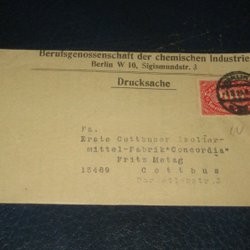 Berufsgenossenschaft der chemischen Industrie
Berlin W 10, Sigismundstr. 3
Drucksache
Fa.
Erste Cottbuser Isolier-
mittel-Fabrik "Concordia"
Fritz Metag
15469 Cottbus